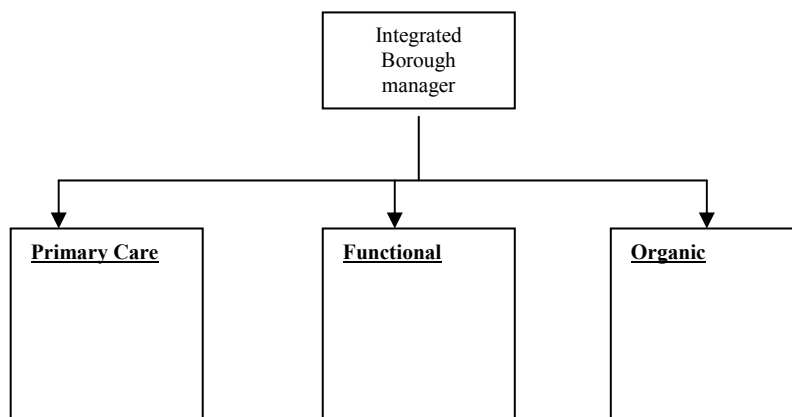 Integrated
Borough
manager
Primary Care
Functional
Organic